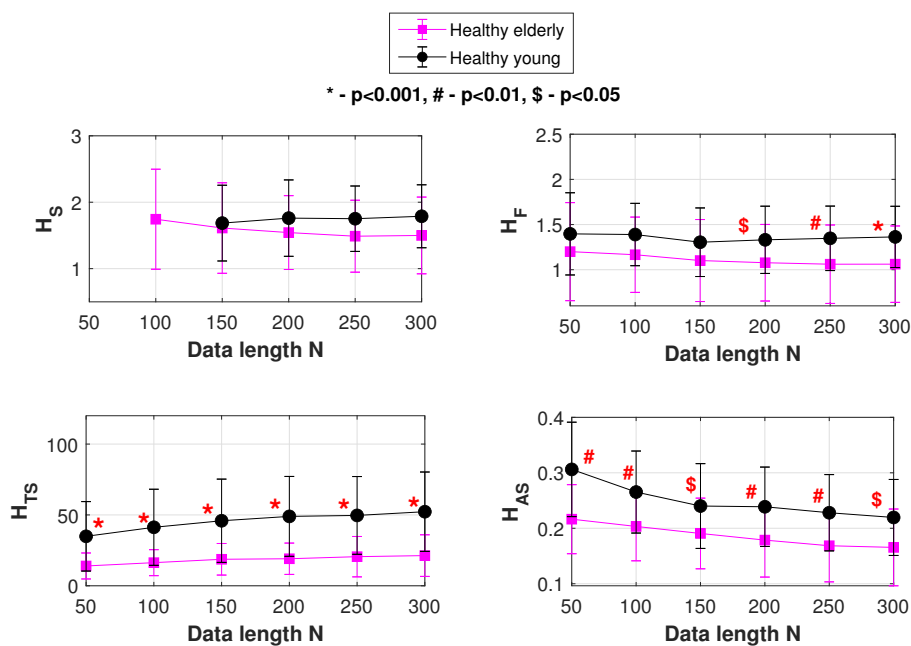 Healthy elderly
Healthy young
* - p<0.001, # - p<0.01, $ - p<0.05
3
2
1
H_S
50 100 150 200 250 300
Data length N
2.5
2
1.5
1
H_F
$ # *
50 100 150 200 250 300
Data length N
100
50
0
H_TS
* * * * * *
50 100 150 200 250 300
Data length N
0.4
0.3
0.2
0.1
H_AS
# # $ # # $
50 100 150 200 250 300
Data length N